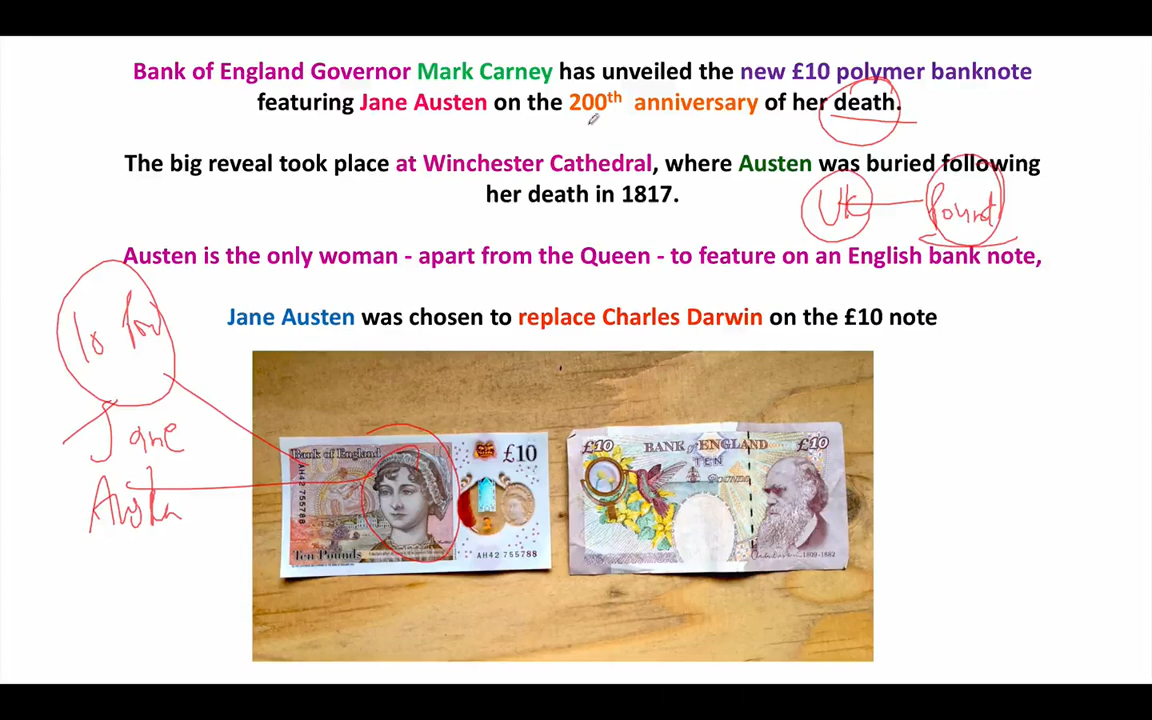 Bank of England Governor Mark Carney has unveiled the new £10 polymer banknote
featuring Jane Austen on the 200th anniversary of her death.
The big reveal took place at Winchester Cathedral, where Austen was buried following
her death in 1817.
UK Pound
Austen is the only woman - apart from the Queen - to feature on an English bank note,
Jane Austen was chosen to replace Charles Darwin on the £10 note
10
Jane
Austen
Bank of England
£10
AH42 755788
Ten Pounds
AH42 755788
£10 BANK of ENGLAND £10
TEN
POUNDS
1809-1882